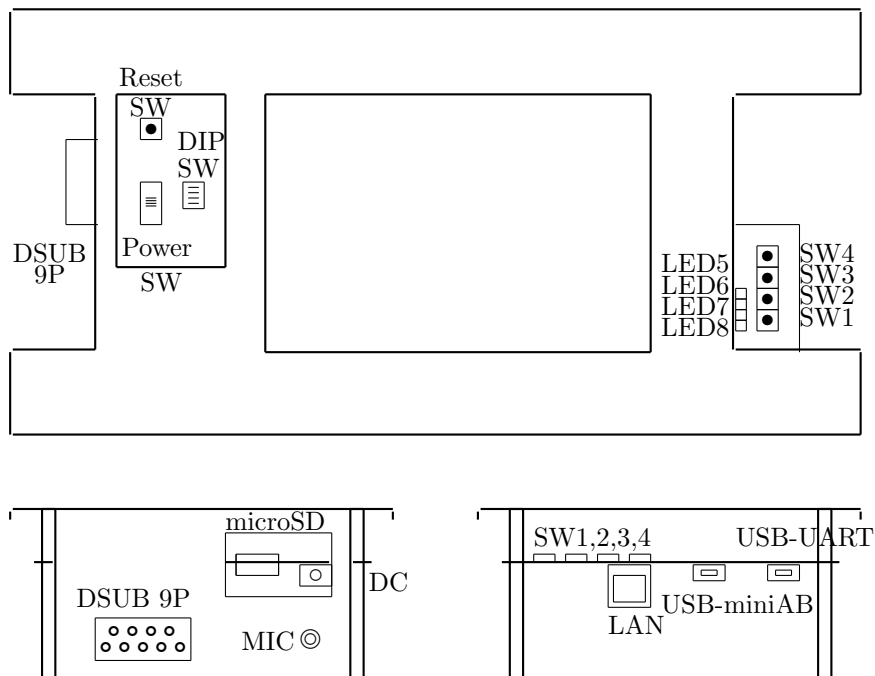 Reset
SW
DIP
SW
DSUB
9P
Power
SW
LED5
LED6
LED7
LED8
SW4
SW3
SW2
SW1
microSD
DC
DSUB 9P
MIC
SW1,2,3,4
USB-UART
USB-miniAB
LAN